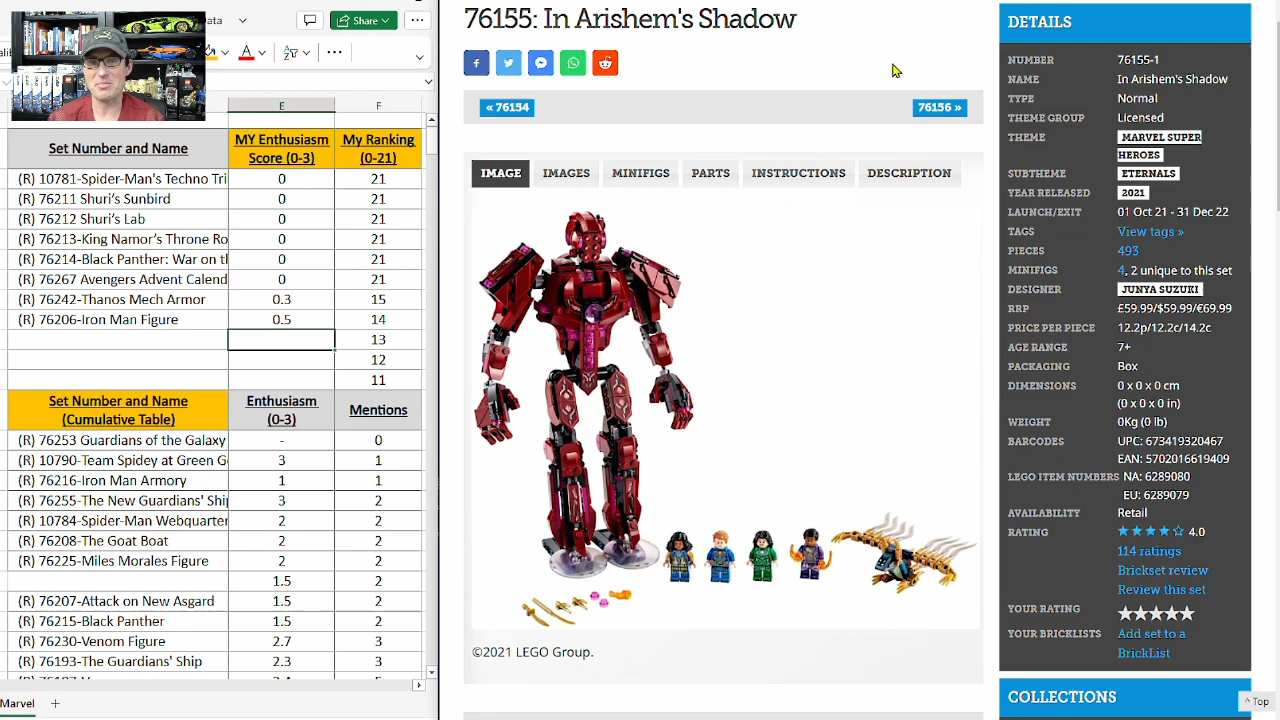 Data
Share
76155: In Arishem's Shadow
« 76154
76156 »
IMAGE IMAGES MINIFIGS PARTS INSTRUCTIONS DESCRIPTION
E F
Set Number and Name MY Enthusiasm Score (0-3) My Ranking (0-21)
(R) 10781-Spider-Man's Techno Tri 0 21
(R) 76211 Shuri's Sunbird 0 21
(R) 76212 Shuri's Lab 0 21
(R) 76213-King Namor's Throne Ro 0 21
(R) 76214-Black Panther: War on th 0 21
(R) 76267 Avengers Advent Calend 0 21
(R) 76242-Thanos Mech Armor 0.3 15
(R) 76206-Iron Man Figure 0.5 14
13
12
11
Set Number and Name (Cumulative Table) Enthusiasm (0-3) Mentions
(R) 76253 Guardians of the Galaxy - 0
(R) 10790-Team Spidey at Green G 3 1
(R) 76216-Iron Man Armory 1 1
(R) 76255-The New Guardians' Ship 3 2
(R) 10784-Spider-Man Webquarter 2 2
(R) 76208-The Goat Boat 2 2
(R) 76225-Miles Morales Figure 2 2
1.5 2
(R) 76207-Attack on New Asgard 1.5 2
(R) 76215-Black Panther 1.5 2
(R) 76230-Venom Figure 2.7 3
(R) 76193-The Guardians' Ship 2.3 3
Marvel
©2021 LEGO Group.
DETAILS
NUMBER 76155-1
NAME In Arishem's Shadow
TYPE Normal
THEME GROUP Licensed
THEME MARVEL SUPER
HEROES
SUBTHEME ETERNALS
YEAR RELEASED 2021
LAUNCH/EXIT 01 Oct 21 - 31 Dec 22
TAGS View tags »
PIECES 493
MINIFIGS 4, 2 unique to this set
DESIGNER JUNYA SUZUKI
RRP £59.99/$59.99/€69.99
PRICE PER PIECE 12.2p/12.2c/14.2c
AGE RANGE 7+
PACKAGING Box
DIMENSIONS 0 x 0 x 0 cm
(0 x 0 x 0 in)
WEIGHT 0Kg (0 lb)
BARCODES UPC: 673419320467
EAN: 5702016619409
LEGO ITEM NUMBERS NA: 6289080
EU: 6289079
AVAILABILITY Retail
RATING 4.0
114 ratings
Brickset review
Review this set
YOUR RATING
YOUR BRICKLISTS Add set to a
BrickList
COLLECTIONS
^ Top